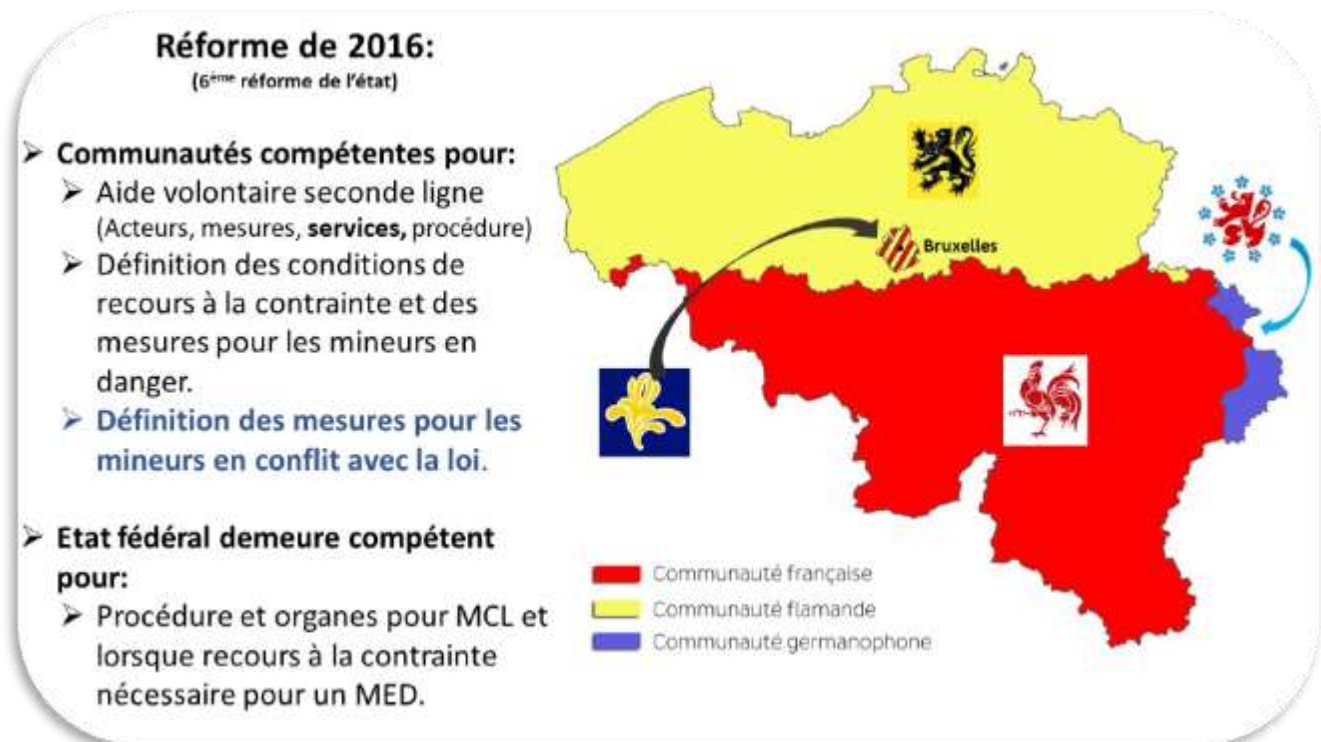 Réforme de 2016:
(6ème réforme de l'état)
➢ Communautés compétentes pour:
➢ Aide volontaire seconde ligne
(Acteurs, mesures, services, procédure)
➢ Définition des conditions de
recours à la contrainte et des
mesures pour les mineurs en
danger.
➢ Définition des mesures pour les
mineurs en conflit avec la loi.
➢ Etat fédéral demeure compétent
pour:
➢ Procédure et organes pour MCL et
lorsque recours à la contrainte
nécessaire pour un MED.
Bruxelles
Communauté française
Communauté flamande
Communauté germanophone